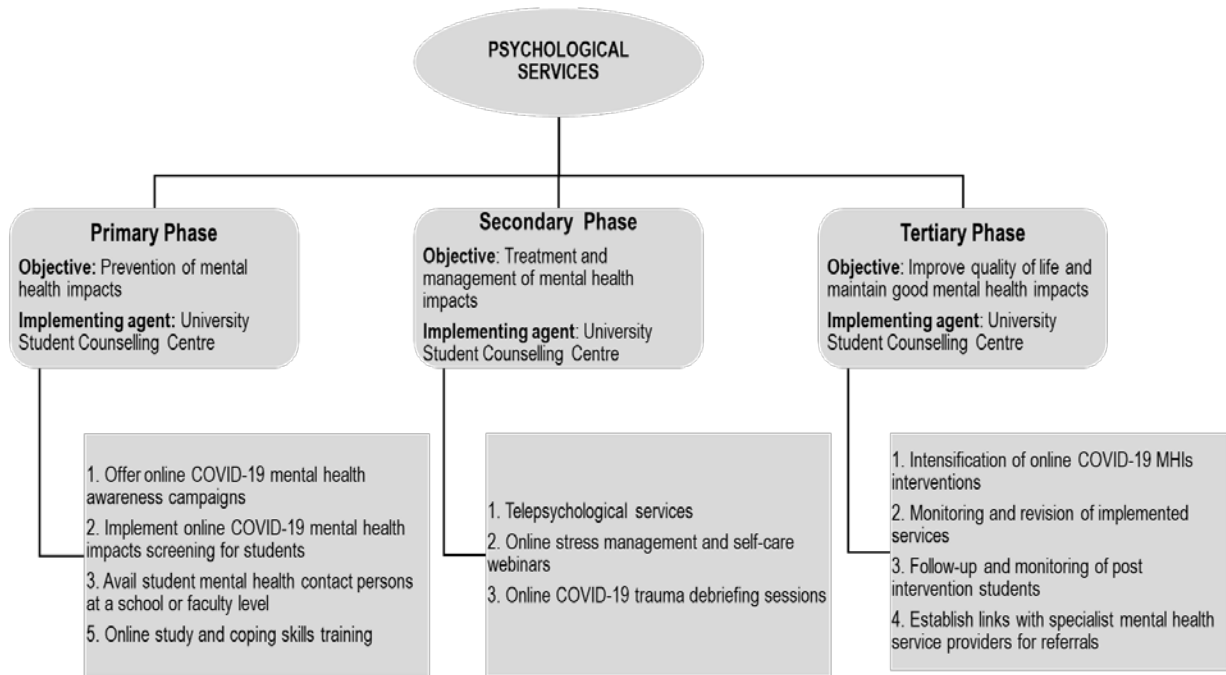 PSYCHOLOGICAL
SERVICES
Primary Phase
Objective: Prevention of mental
health impacts
Implementing agent: University
Student Counselling Centre
Secondary Phase
Objective: Treatment and
management of mental health
impacts
Implementing agent: University
Student Counselling Centre
Tertiary Phase
Objective: Improve quality of life and
maintain good mental health impacts
Implementing agent: University
Student Counselling Centre
1. Offer online COVID-19 mental health
awareness campaigns
2. Implement online COVID-19 mental health
impacts screening for students
3. Avail student mental health contact persons
at a school or faculty level
5. Online study and coping skills training
1. Telepsychological services
2. Online stress management and self-care
webinars
3. Online COVID-19 trauma debriefing sessions
1. Intensification of online COVID-19 MHIs
interventions
2. Monitoring and revision of implemented
services
3. Follow-up and monitoring of post
intervention students
4. Establish links with specialist mental health
service providers for referrals